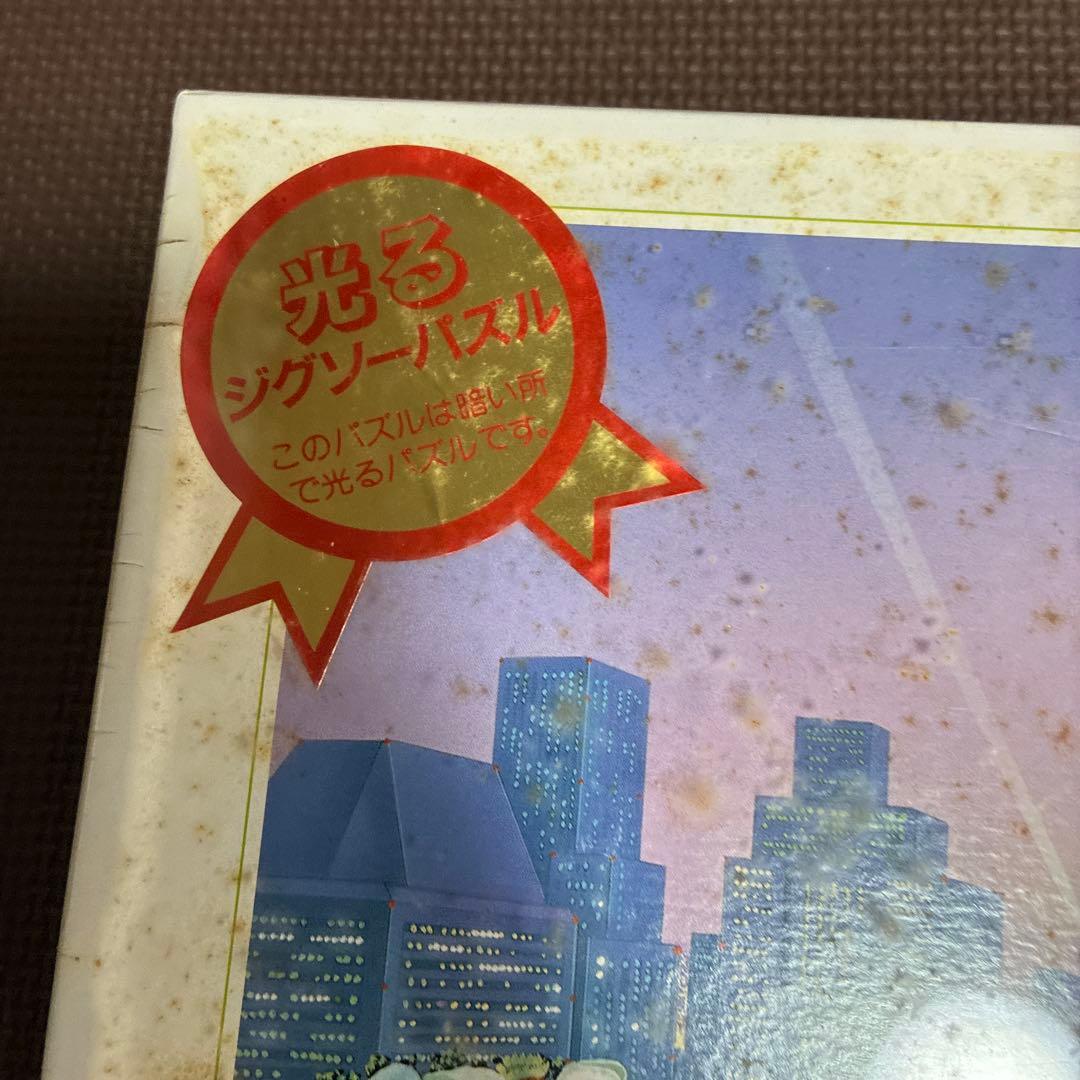 光る
ジグソーパズル
このパズルは暗い所
で光るパズルです。